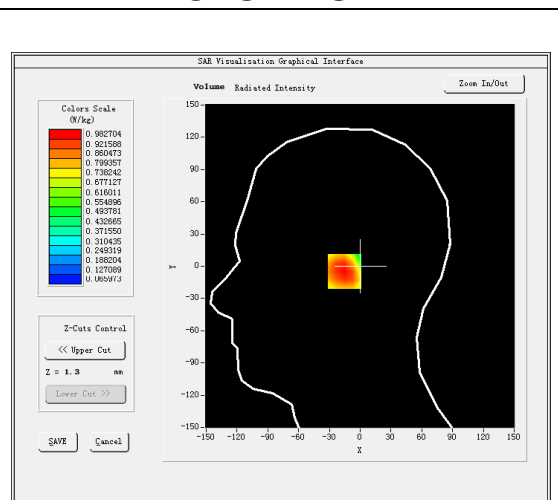 SAR Visualisation Graphical Interface
Volume Radiated Intensity
Zoom In/Out
Colors Scale
(W/kg)
0.982704
0.921588
0.860473
0.799357
0.738242
0.677127
0.616011
0.554896
0.493781
0.432665
0.371550
0.310435
0.249319
0.188204
0.127089
0.065973
Z-Cuts Control
<< Upper Cut
Z = 1.3 mm
Lower Cut >>
SAVE
Cancel
150
90
60
30
0
-30
-60
-90
-120
-150
Y
-150 -120 -90 -60 -30 0 30 60 90 120 150
X